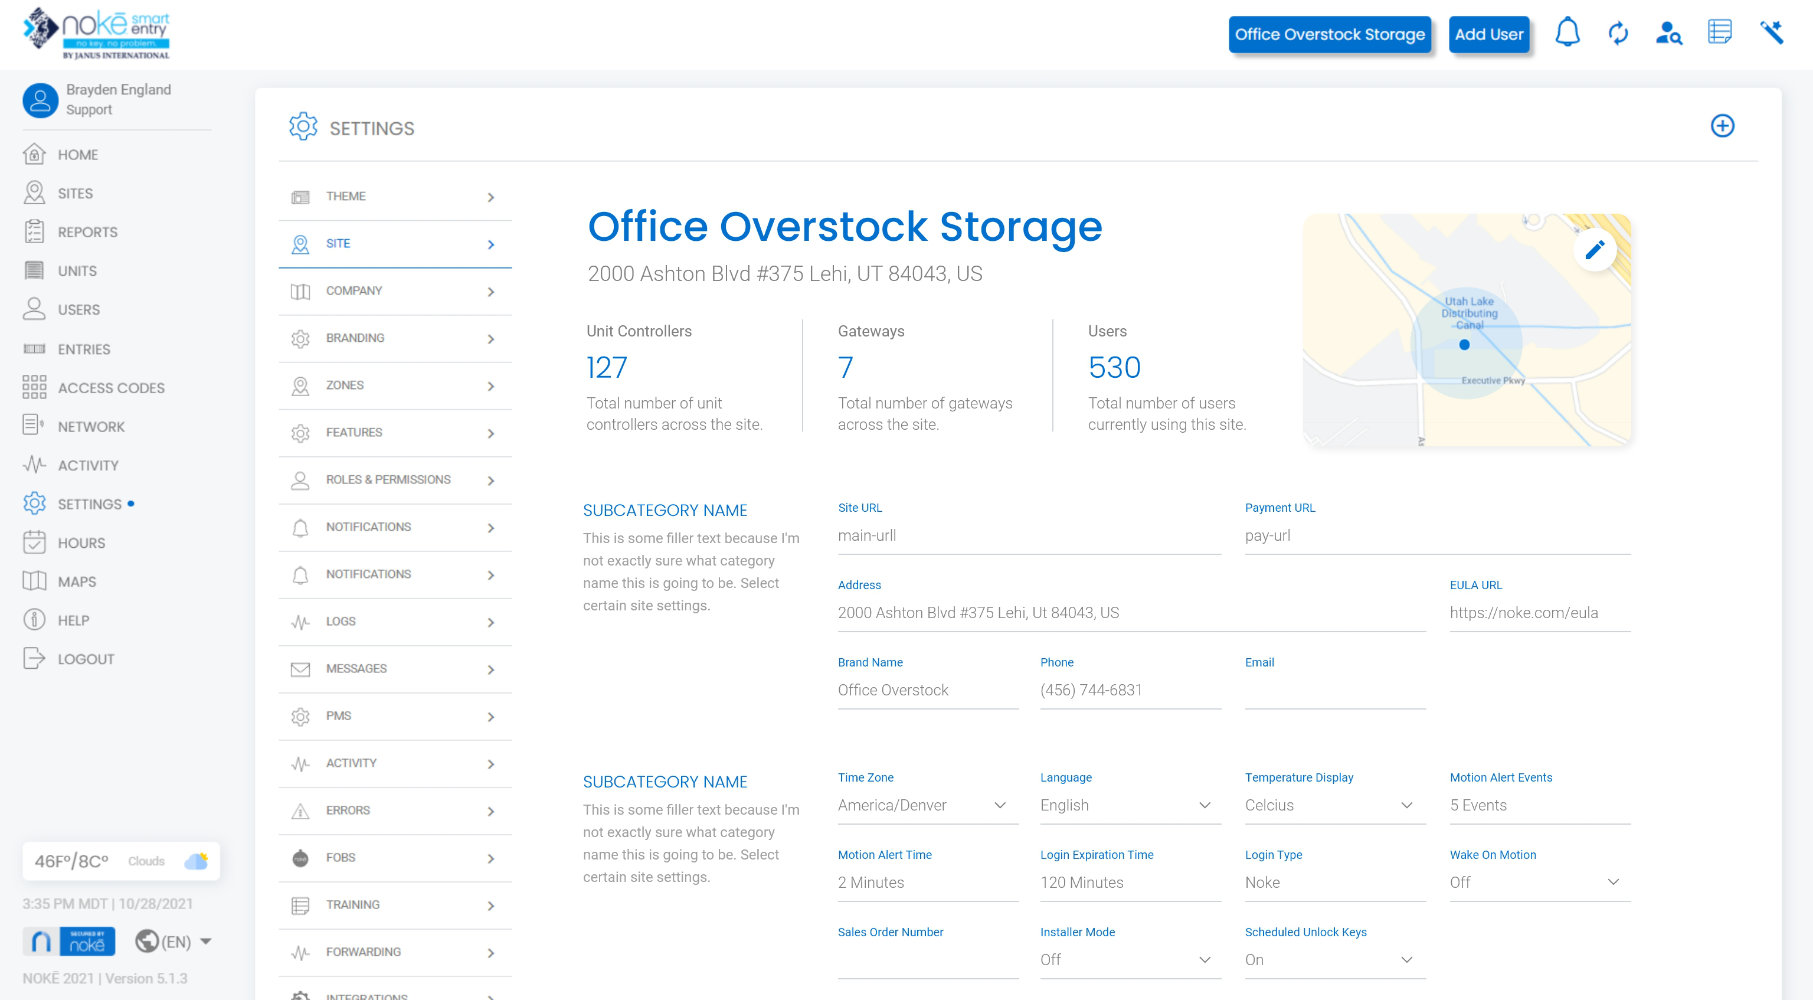 nokē smart entry
no key. no problem.
BY JANUS INTERNATIONAL
Office Overstock Storage
Add User
Brayden England
Support
HOME
SITES
REPORTS
UNITS
USERS
ENTRIES
ACCESS CODES
NETWORK
ACTIVITY
SETTINGS
HOURS
MAPS
HELP
LOGOUT
46F°/8C° Clouds
3:35 PM MDT | 10/28/2021
SECURED BY
nokē
(EN)
NOKĒ 2021 | Version 5.1.3
SETTINGS
THEME
SITE
COMPANY
BRANDING
ZONES
FEATURES
ROLES & PERMISSIONS
NOTIFICATIONS
NOTIFICATIONS
LOGS
MESSAGES
PMS
ACTIVITY
ERRORS
FOBS
TRAINING
FORWARDING
INTEGRATIONS
Office Overstock Storage
2000 Ashton Blvd #375 Lehi, UT 84043, US
Unit Controllers
127
Total number of unit
controllers across the site.
Gateways
7
Total number of gateways
across the site.
Users
530
Total number of users
currently using this site.
Utah Lake
Distributing
Canal
Executive Pkwy
As
SUBCATEGORY NAME
This is some filler text because I'm
not exactly sure what category
name this is going to be. Select
certain site settings.
Site URL
main-urll
Payment URL
pay-url
Address
2000 Ashton Blvd #375 Lehi, Ut 84043, US
EULA URL
https://noke.com/eula
Brand Name
Office Overstock
Phone
(456) 744-6831
Email
SUBCATEGORY NAME
This is some filler text because I'm
not exactly sure what category
name this is going to be. Select
certain site settings.
Time Zone
America/Denver
Language
English
Temperature Display
Celcius
Motion Alert Events
5 Events
Motion Alert Time
2 Minutes
Login Expiration Time
120 Minutes
Login Type
Noke
Wake On Motion
Off
Sales Order Number
Installer Mode
Off
Scheduled Unlock Keys
On